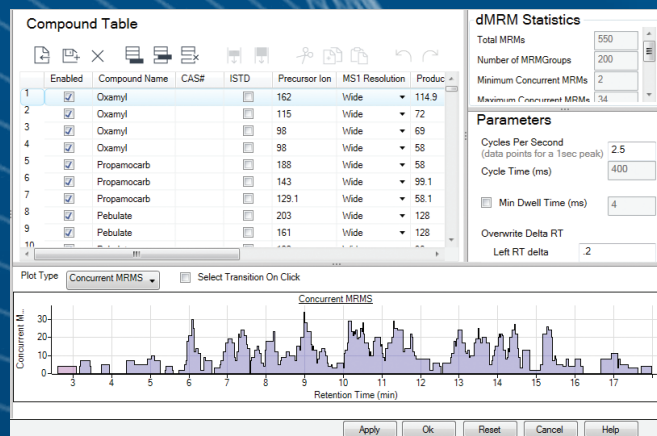 Compound Table
Enabled Compound Name CAS# ISTD Precursor Ion MS1 Resolution Produc
1 Oxamyl 162 Wide 114.9
2 Oxamyl 115 Wide 72
3 Oxamyl 98 Wide 69
4 Oxamyl 98 Wide 58
5 Propamocarb 188 Wide 58
6 Propamocarb 143 Wide 99.1
7 Propamocarb 129.1 Wide 58.1
8 Pebulate 203 Wide 128
9 Pebulate 161 Wide 128
10
dMRM Statistics
Total MRMs 550
Number of MRMGroups 200
Minimum Concurrent MRMs 2
Maximum Concurrent MRMs 34
Parameters
Cycles Per Second
(data points for a 1sec peak) 2.5
Cycle Time (ms) 400
Min Dwell Time (ms) 4
Overwrite Delta RT
Left RT delta .2
Plot Type Concurrent MRMS Select Transition On Click
Concurrent MRMS
Concurrent M...
30
20
10
0
3 4 5 6 7 8 9 10 11 12 13 14 15 16 17
Retention Time (min)
Apply Ok Reset Cancel Help